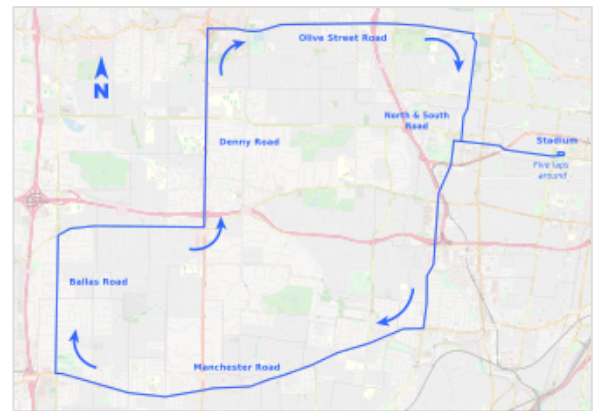 Olive Street Road
N
North & South
Road
Denny Road
Stadium
Five laps
around
Ballas Road
Manchester Road